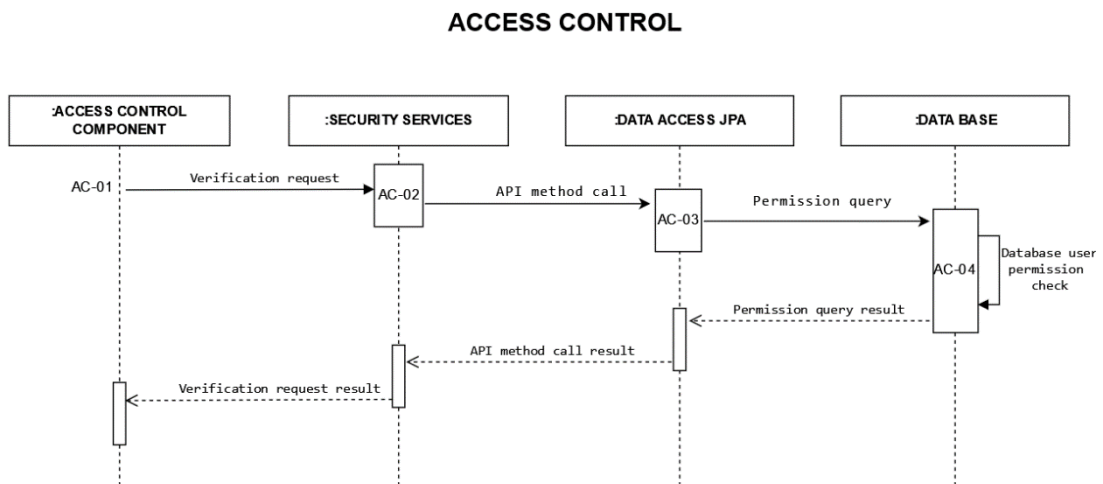 ACCESS CONTROL
:ACCESS CONTROL
COMPONENT
:SECURITY SERVICES
:DATA ACCESS JPA
:DATA BASE
AC-01
Verification request
AC-02
API method call
AC-03
Permission query
AC-04
Database user
permission
check
Permission query result
API method call result
Verification request result